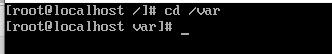 [root@localhost /]# cd /var
[root@localhost var]# _